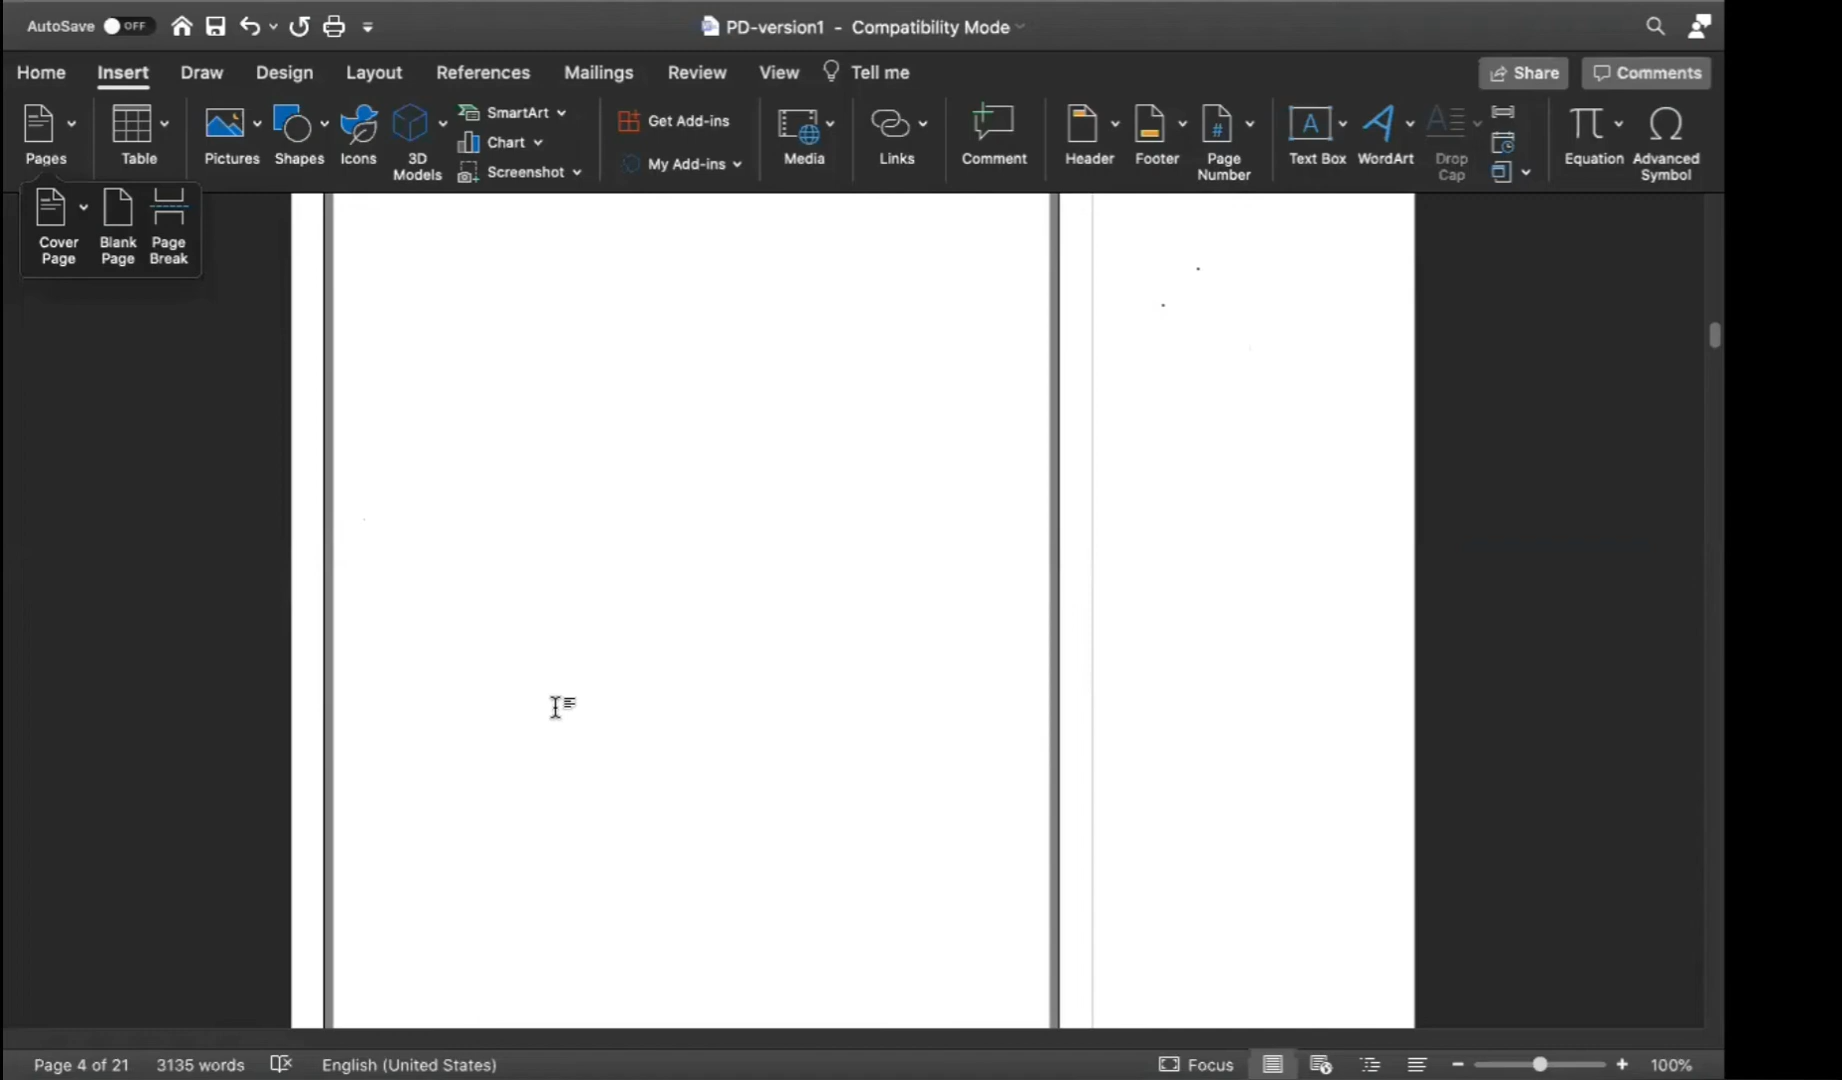 AutoSave OFF PD-version1 - Compatibility Mode
Home Insert Draw Design Layout References Mailings Review View Tell me Share Comments
Pages Table Pictures Shapes Icons 3D Models SmartArt Chart Screenshot Get Add-ins My Add-ins Media Links Comment Header Footer Page Number Text Box WordArt Drop Cap Equation Advanced Symbol
Cover Page Blank Page Page Break
Page 4 of 21 3135 words English (United States) Focus 100%